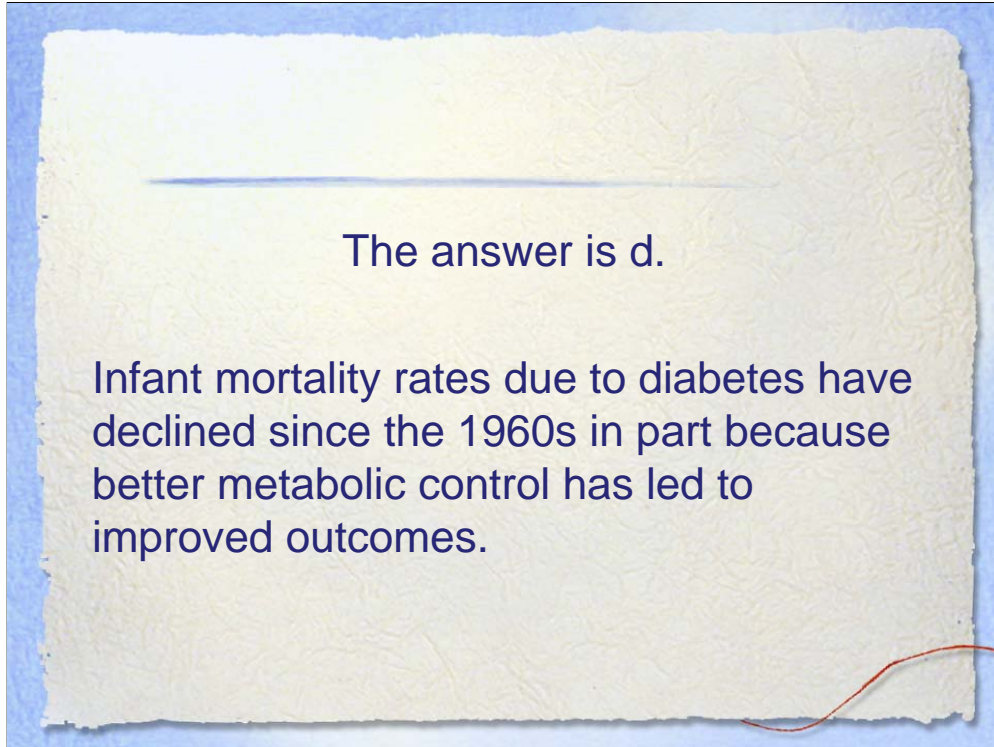 The answer is d.
Infant mortality rates due to diabetes have
declined since the 1960s in part because
better metabolic control has led to
improved outcomes.